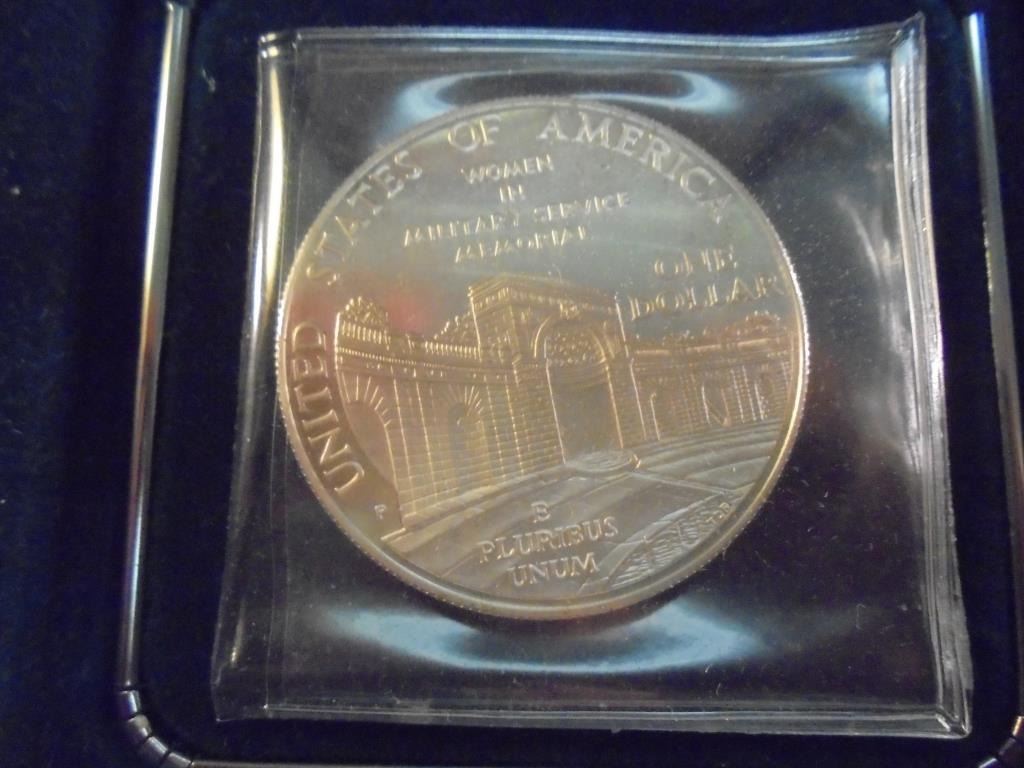 UNITED STATES OF AMERICA
WOMEN
IN
MILITARY SERVICE
MEMORIAL
ONE
DOLLAR
P
E
PLURIBUS
UNUM